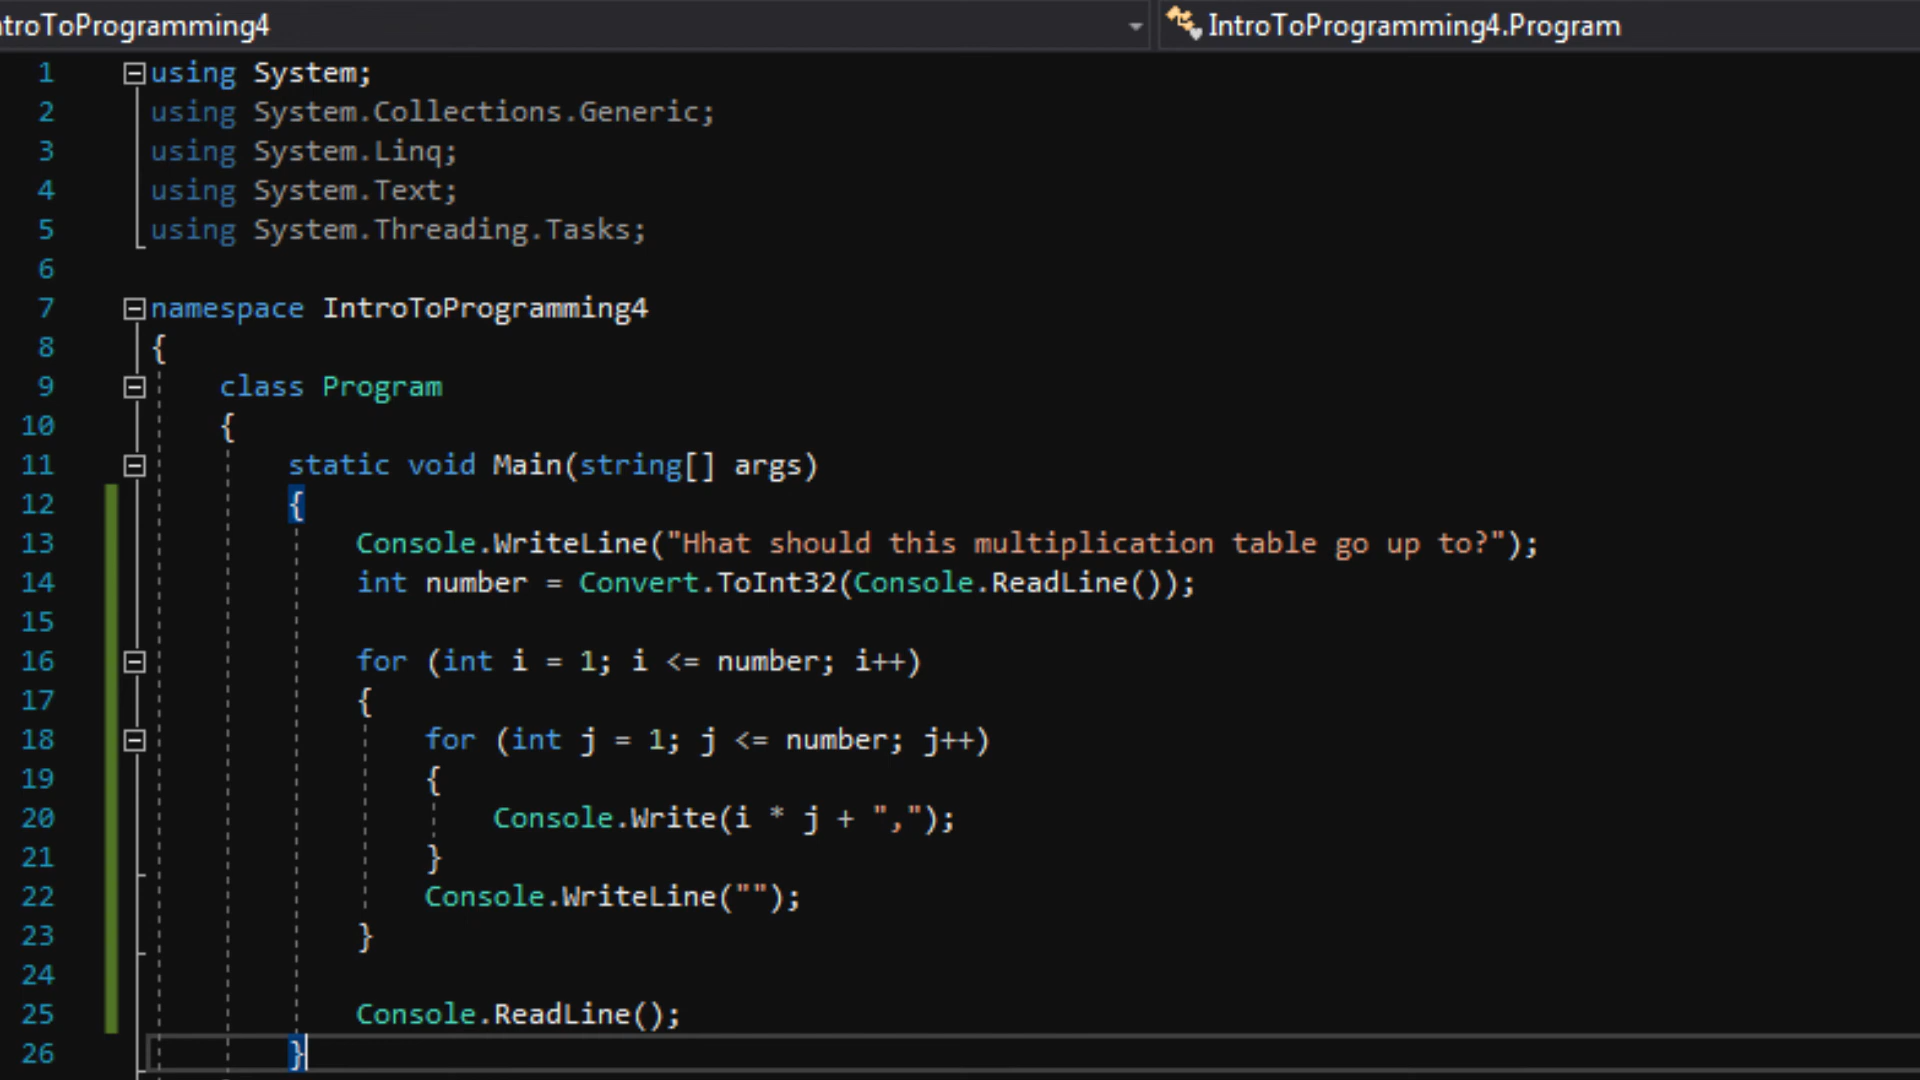 ntroToProgramming4 IntroToProgramming4.Program
1 using System;
2 using System.Collections.Generic;
3 using System.Linq;
4 using System.Text;
5 using System.Threading.Tasks;
6
7 namespace IntroToProgramming4
8 {
9 class Program
10 {
11 static void Main(string[] args)
12 {
13 Console.WriteLine("Hhat should this multiplication table go up to?");
14 int number = Convert.ToInt32(Console.ReadLine());
15
16 for (int i = 1; i <= number; i++)
17 {
18 for (int j = 1; j <= number; j++)
19 {
20 Console.Write(i * j + ",");
21 }
22 Console.WriteLine("");
23 }
24
25 Console.ReadLine();
26 }